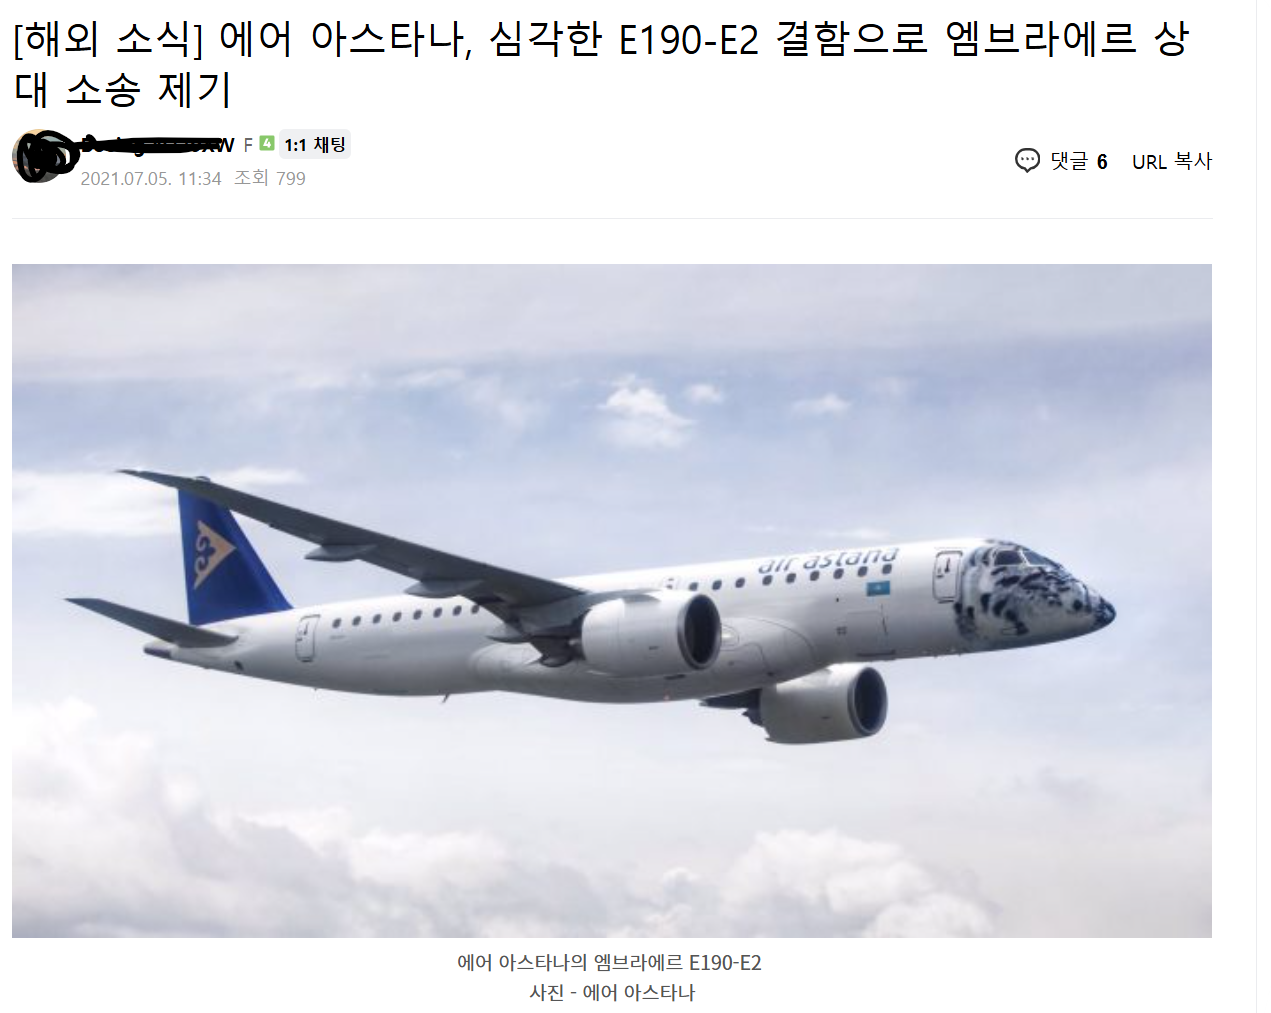 [해외 소식] 에어 아스타나, 심각한 E190-E2 결함으로 엠브라에르 상
대 소송 제기
F 4 1:1 채팅
2021.07.05. 11:34 조회 799
댓글 6 URL 복사
air astana
에어 아스타나의 엠브라에르 E190-E2
사진 - 에어 아스타나